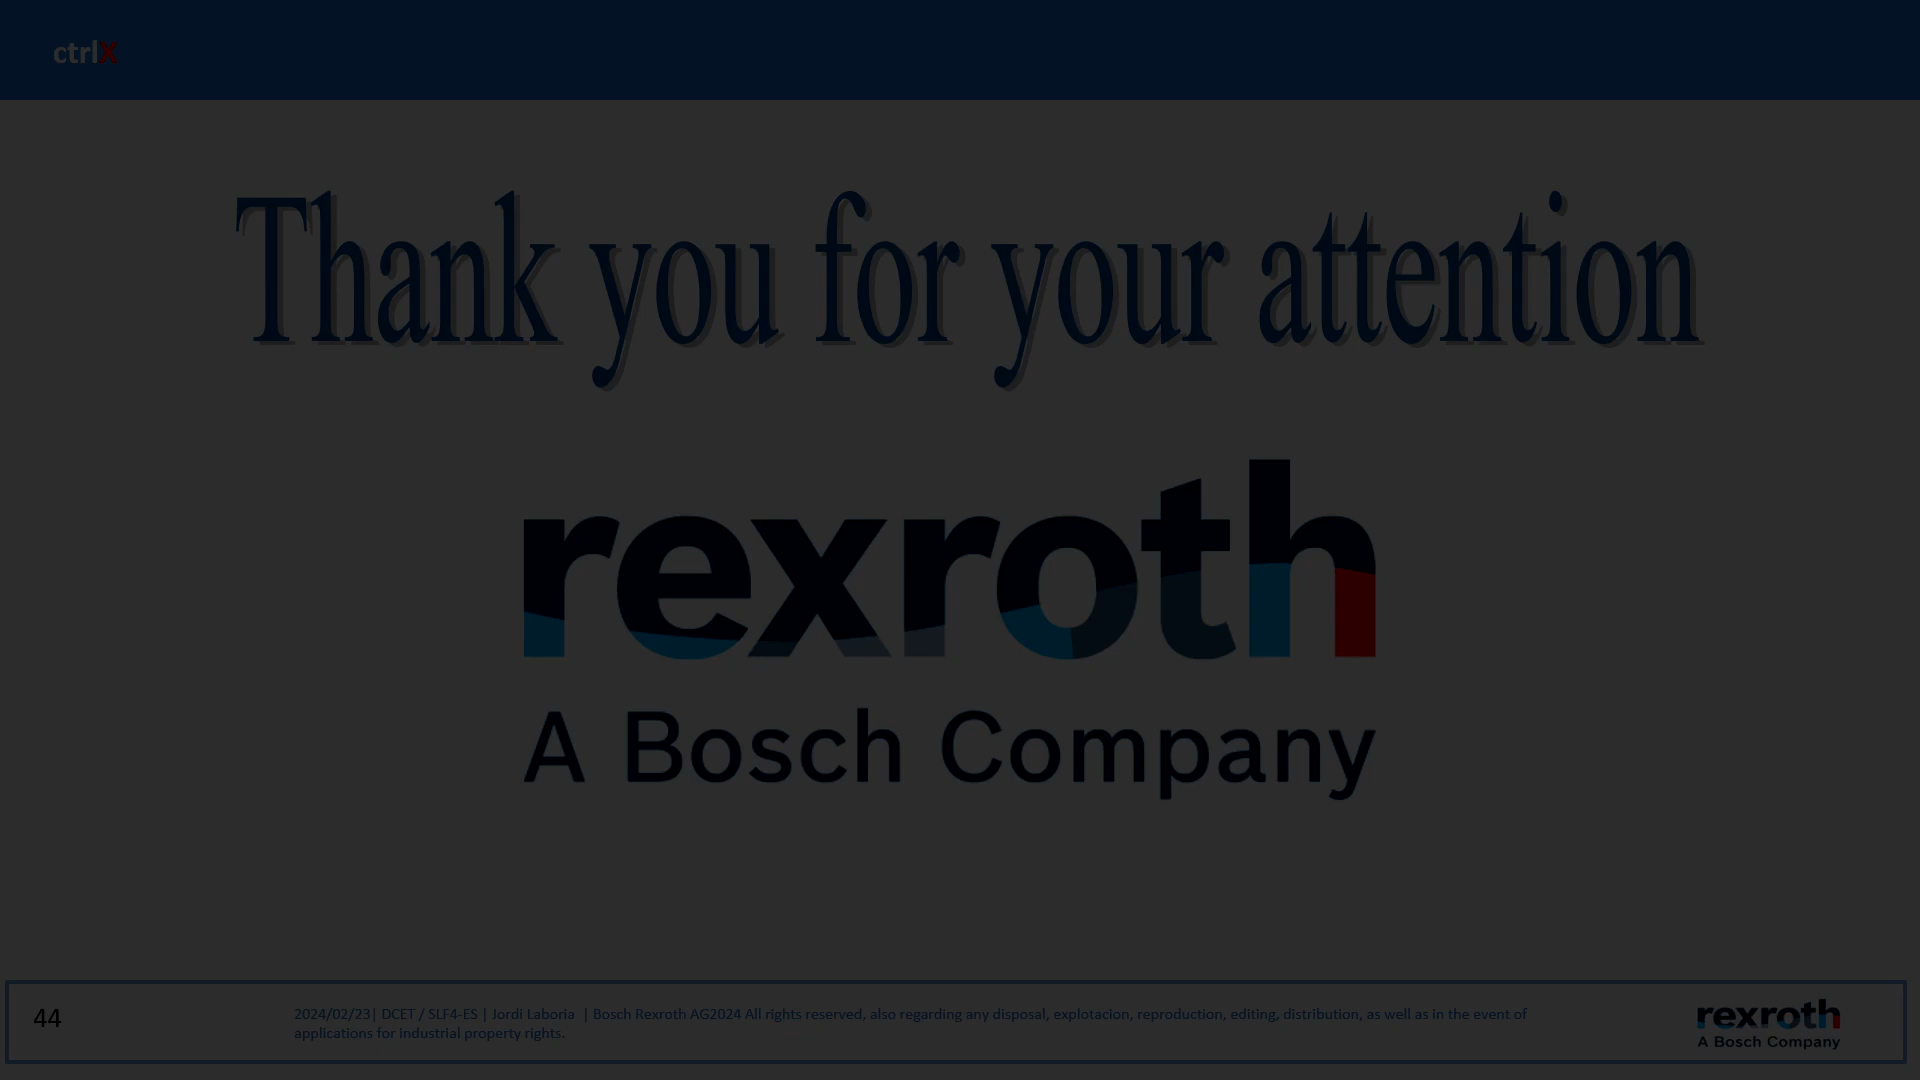 ctrlX
Thank you for your attention
rexroth
A Bosch Company
44
2024/02/23| DCET / SLF4-ES | Jordi Laboria | Bosch Rexroth AG2024 All rights reserved, also regarding any disposal, explotacion, reproduction, editing, distribution, as well as in the event of
applications for industrial property rights.
rexroth
A Bosch Company